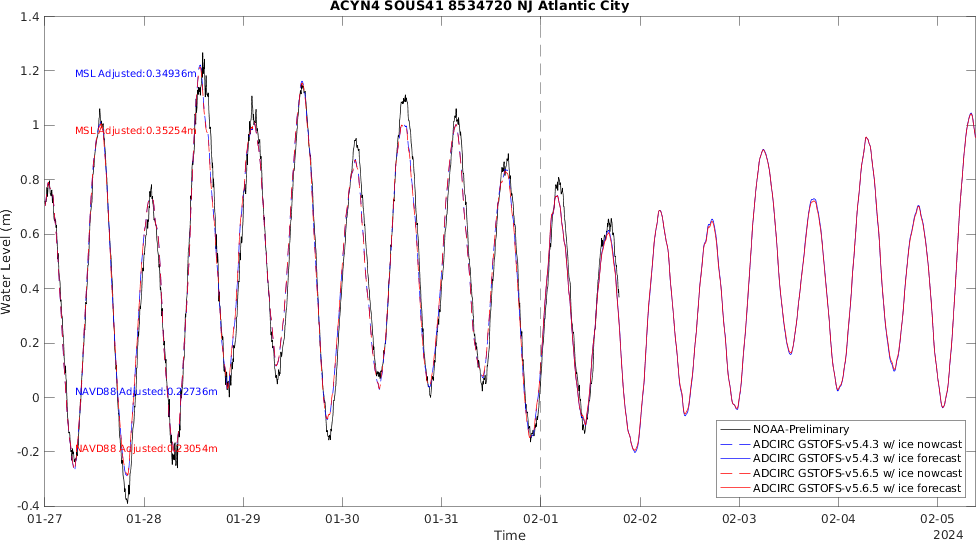 ACYN4 SOUS41 8534720 NJ Atlantic City
1.4
1.2
1
0.8
0.6
0.4
0.2
0
-0.2
-0.4
Water Level (m)
MSL Adjusted:0.34936m
MSL Adjusted:0.35254m
NAVD88 Adjusted:0.22736m
NAVD88 Adjusted:0.23054m
NOAA-Preliminary
ADCIRC GSTOFS-v5.4.3 w/ ice nowcast
ADCIRC GSTOFS-v5.4.3 w/ ice forecast
ADCIRC GSTOFS-v5.6.5 w/ ice nowcast
ADCIRC GSTOFS-v5.6.5 w/ ice forecast
01-27 01-28 01-29 01-30 01-31 02-01 02-02 02-03 02-04 02-05
Time
2024